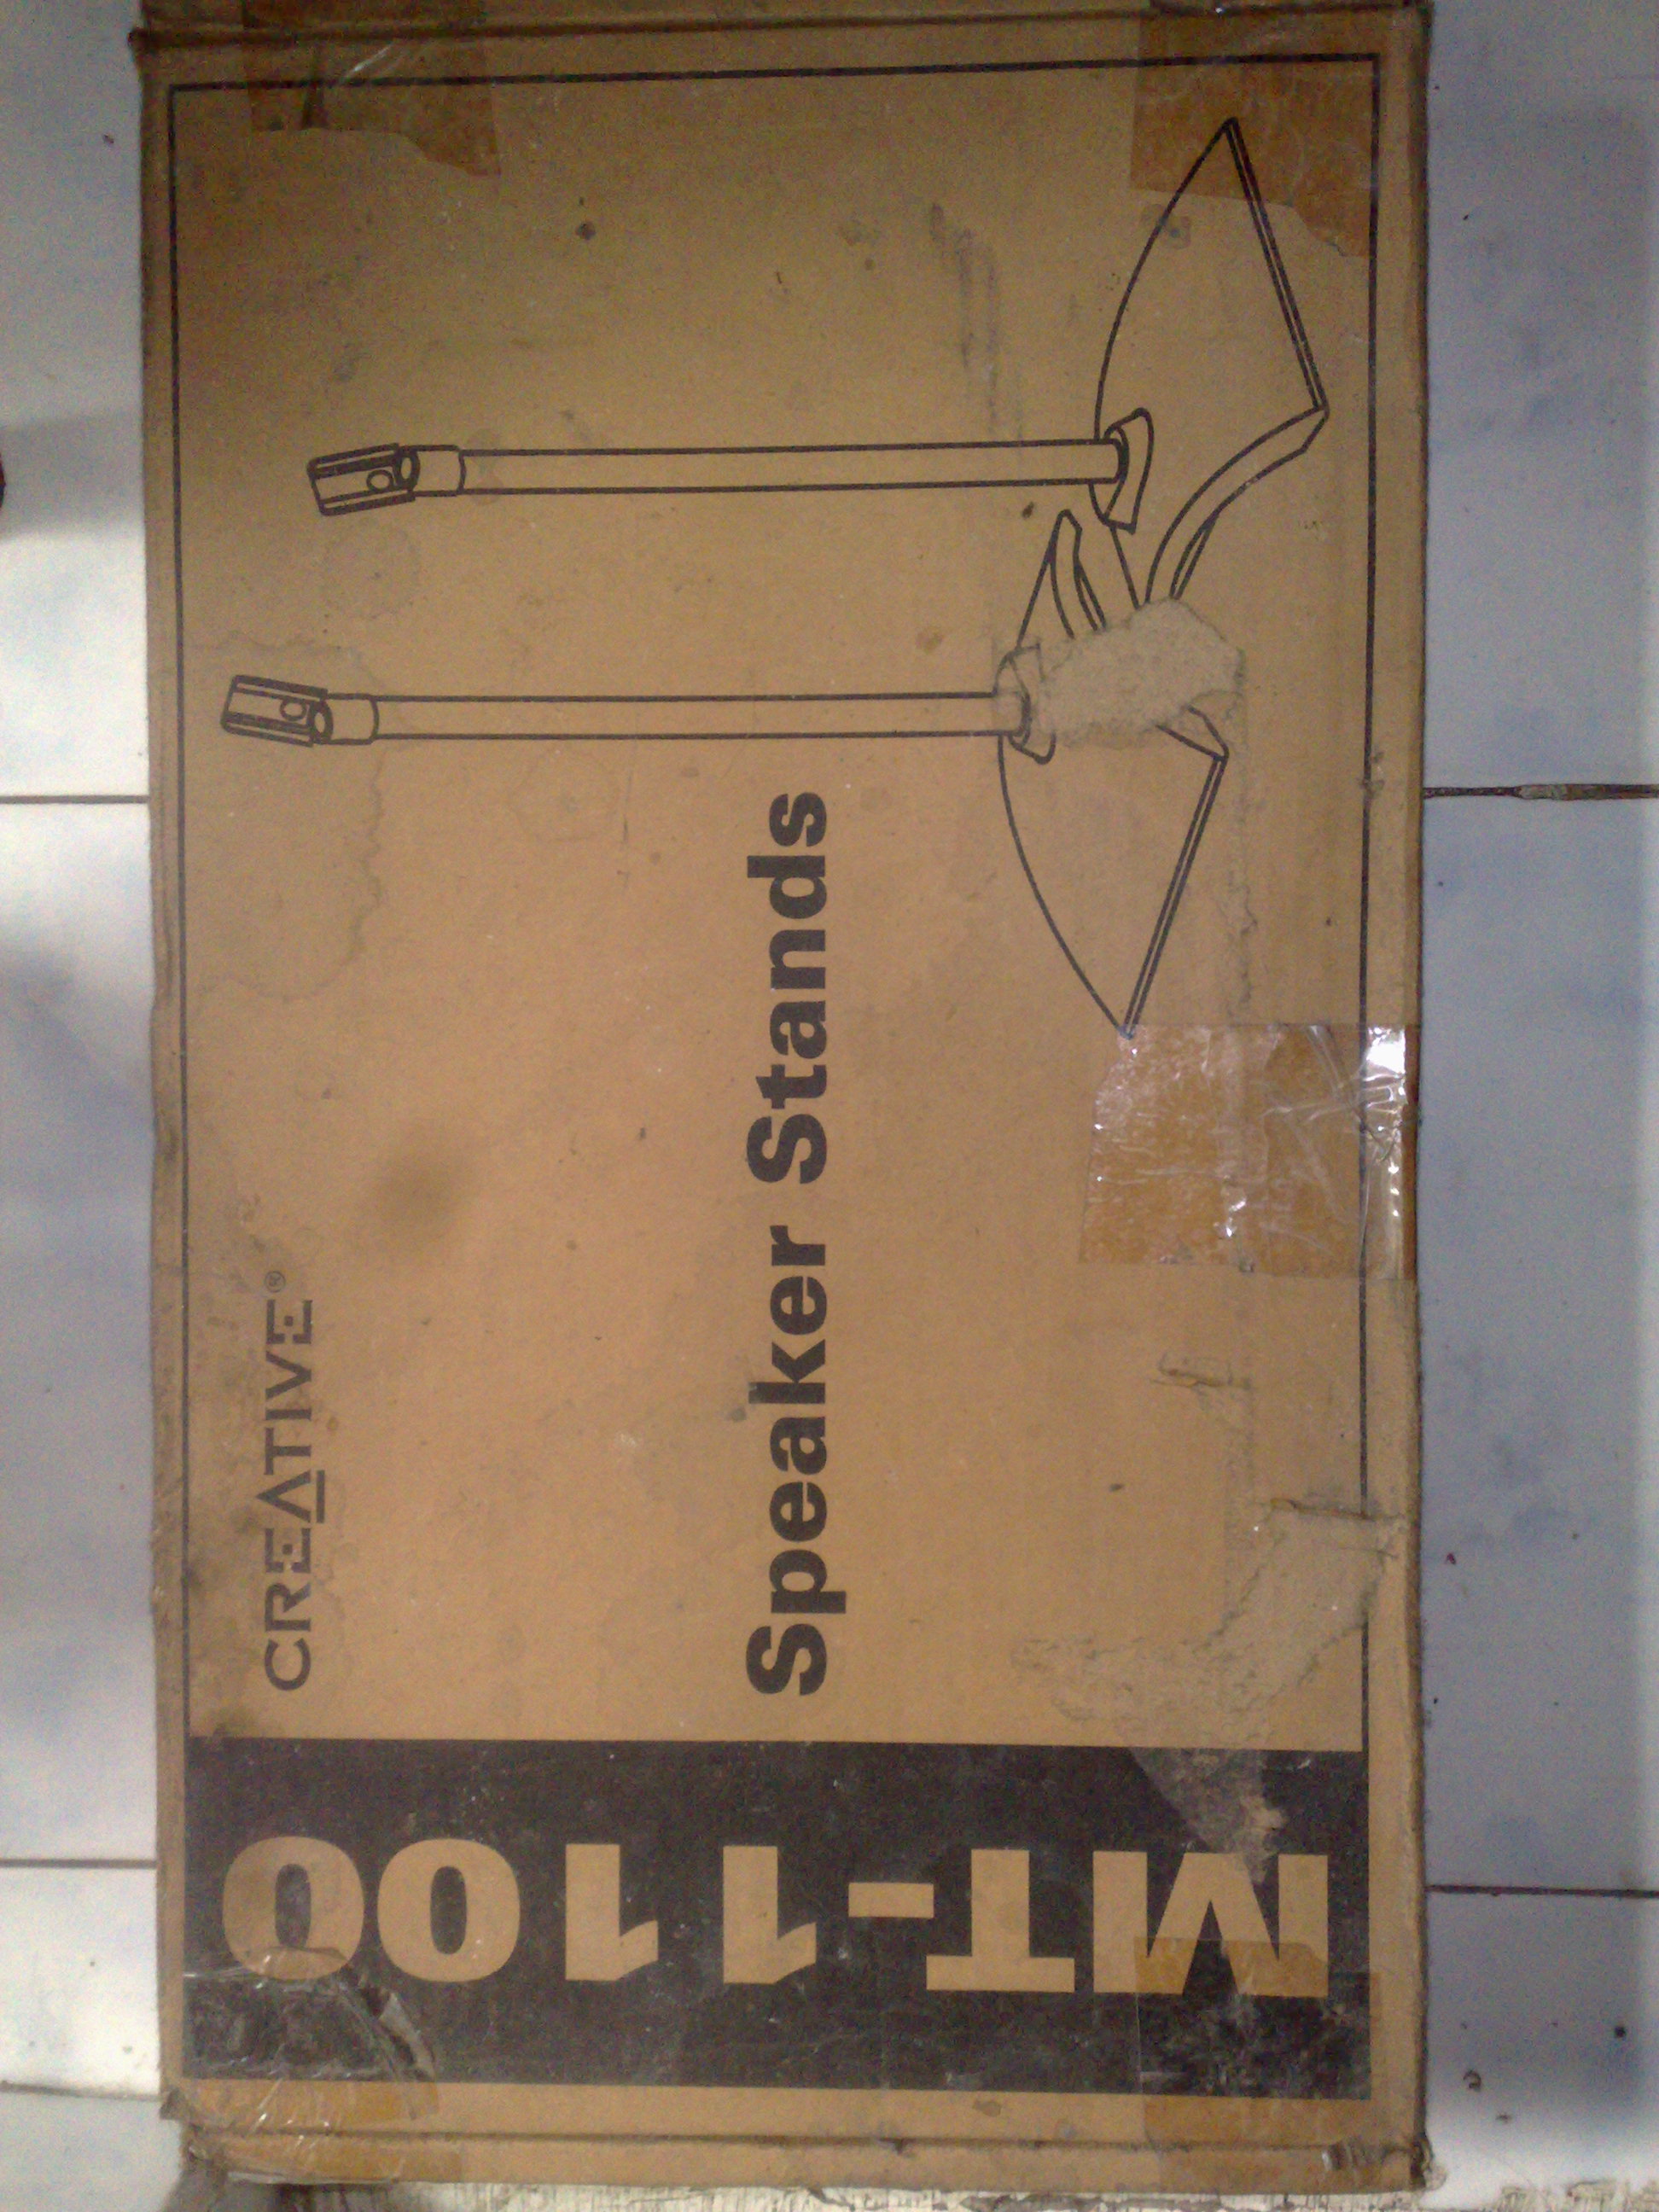 CREATIVE®
Speaker Stands
MT-1100